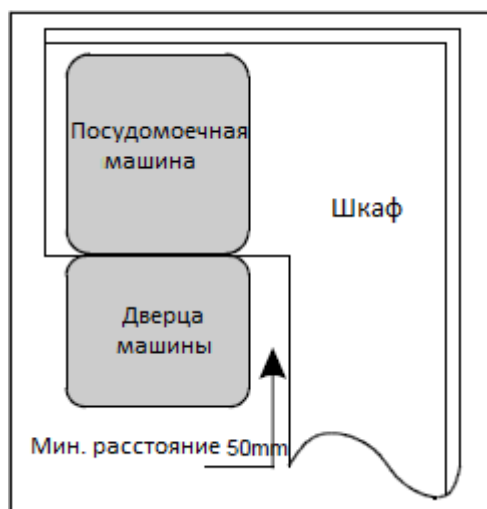 Посудомоечная
машина
Шкаф
Дверца
машины
Мин. расстояние 50mm